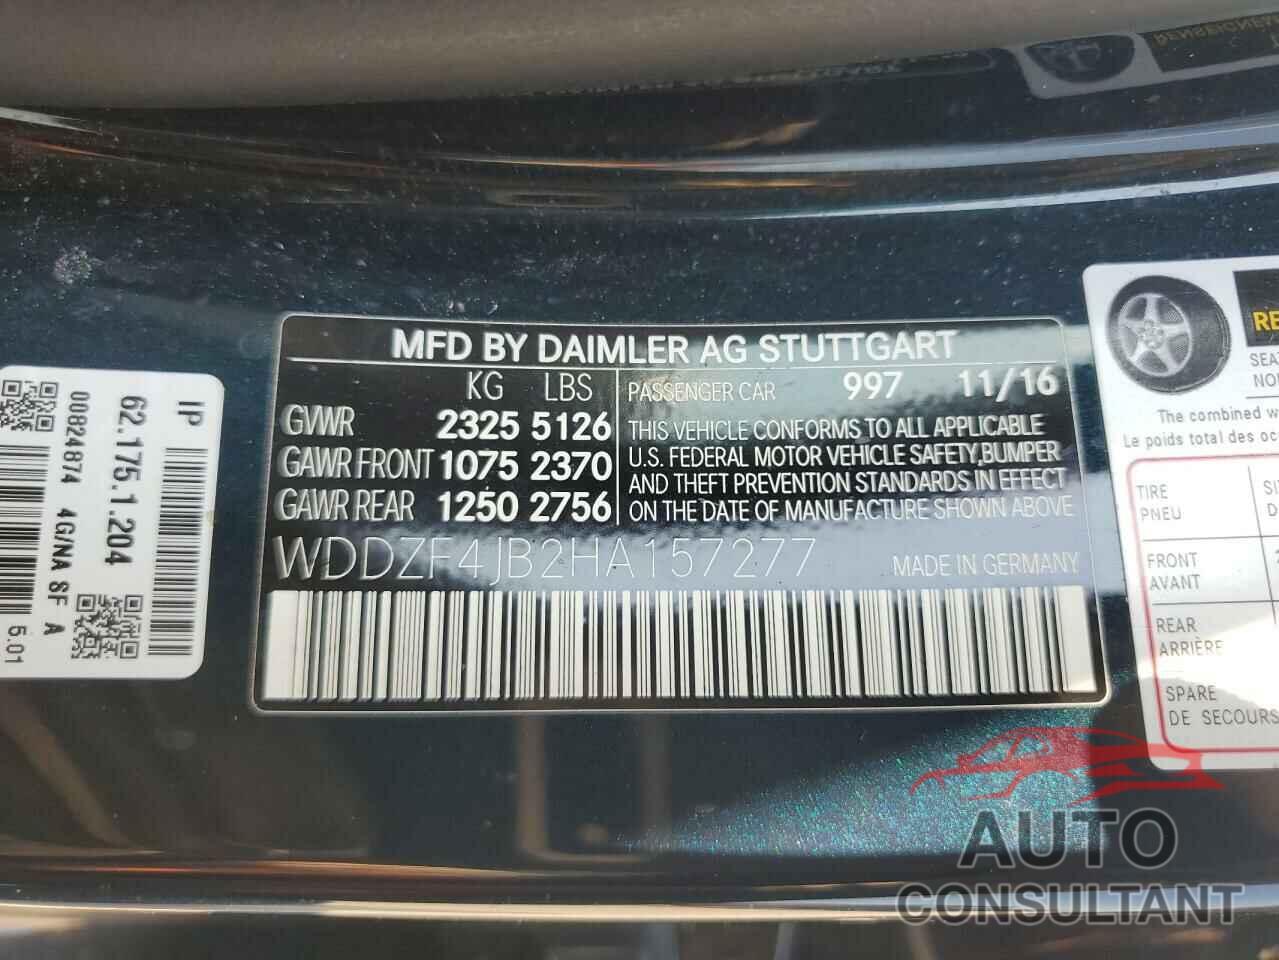 MFD BY DAIMLER AG STUTTGART
KG LBS
GVWR 2325 5126
GAWR FRONT 1075 2370
GAWR REAR 1250 2756
PASSENGER CAR 997 11/16
THIS VEHICLE CONFORMS TO ALL APPLICABLE
U.S. FEDERAL MOTOR VEHICLE SAFETY,BUMPER
AND THEFT PREVENTION STANDARDS IN EFFECT
ON THE DATE OF MANUFACTURE SHOWN ABOVE
WDDZF4JB2HA157277 MADE IN GERMANY
IP
62.175.1.204
00824874 4G/NA SF A
5.01
The combined
Le poids total des
TIRE
PNEU
FRONT
AVANT
REAR
ARRIÈRE
SPARE
DE SECOURS
AUTO
CONSULTANT